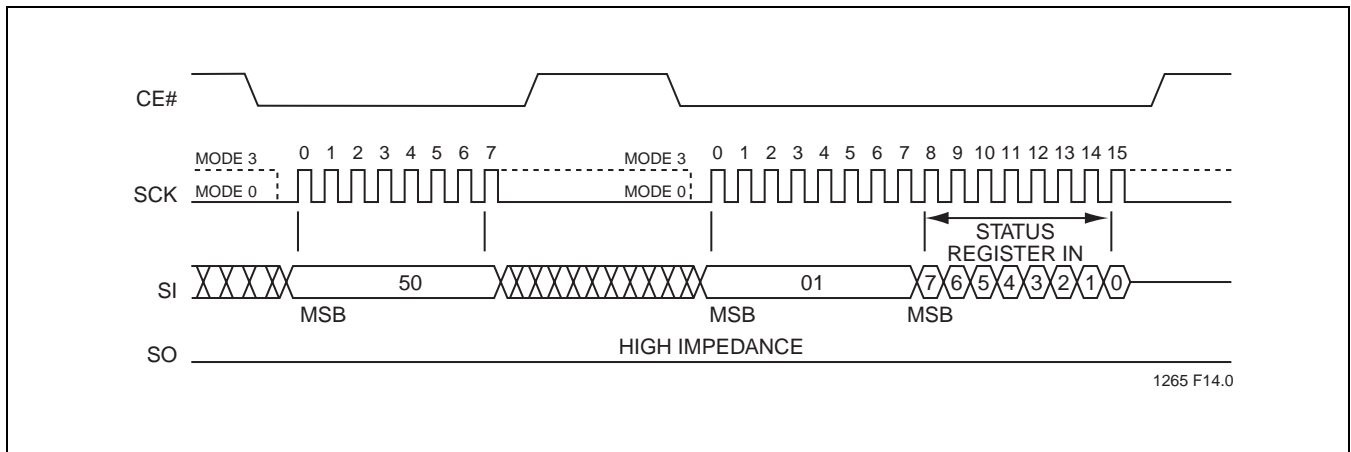 CE#
MODE 3 0 1 2 3 4 5 6 7 MODE 3 0 1 2 3 4 5 6 7 8 9 10 11 12 13 14 15
SCK MODE 0 MODE 0
STATUS
REGISTER IN
SI 50 01 7 6 5 4 3 2 1 0
MSB MSB MSB
SO HIGH IMPEDANCE
1265 F14.0